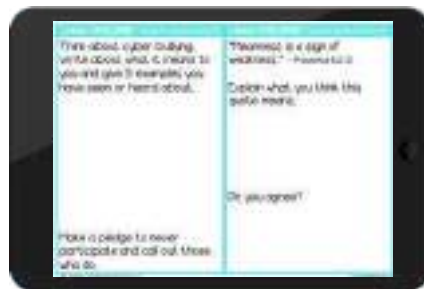 Think about cyber bullying,
write about what it means to
you and give 3 examples you
have seen or heard about.
Make a pledge to never
participate and call out those
who do.
"Meanness is a sign of
weakness." -
Explain what you think this
quote means.
Do you agree?